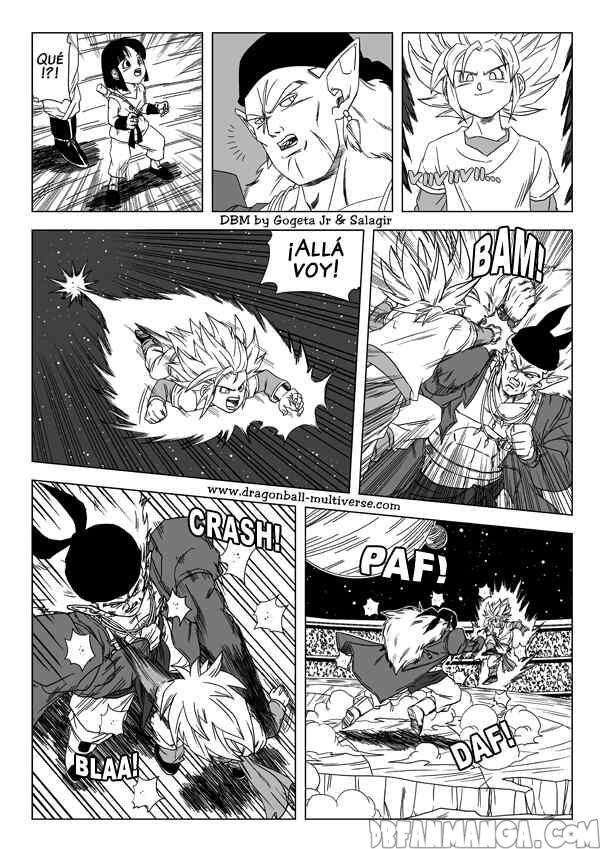 QUÉ
!?!
VIIVIIVII...
DBM by Gogeta Jr & Salagir
¡ALLÁ
VOY!
BAM!
www.dragonball-multiverse.com
CRASH!
BLAA!
PAF!
DAF!
DBFANMANGA.COM